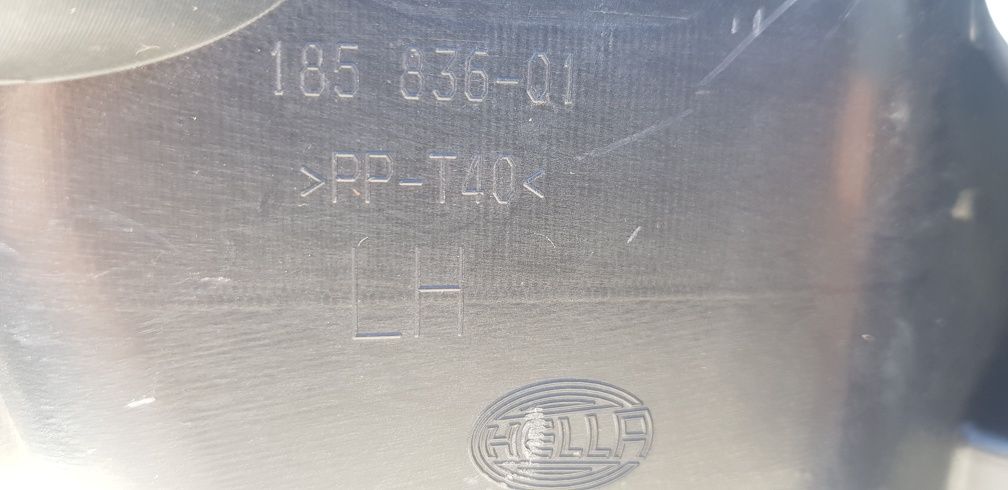 185 836-01
>PP-T40<
LH
HELLA